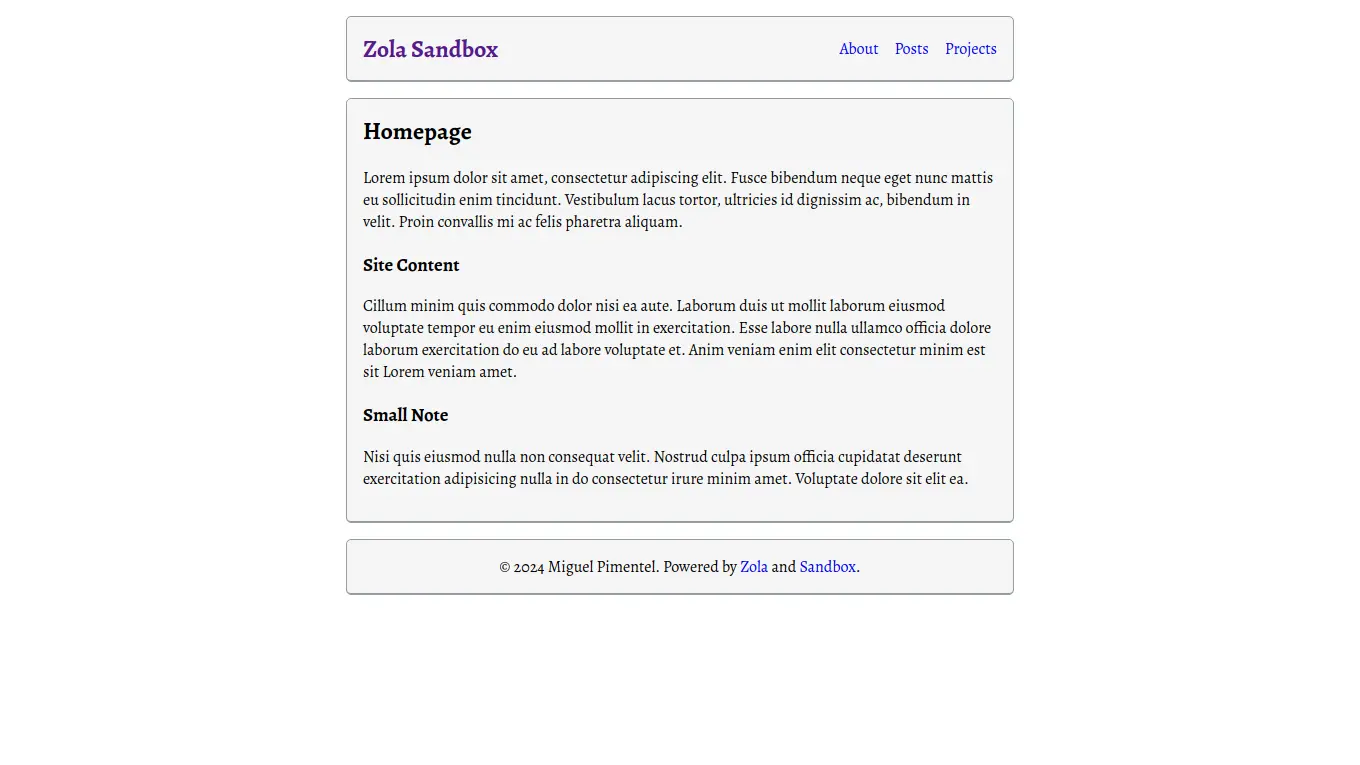 Zola Sandbox
About Posts Projects
Homepage
Lorem ipsum dolor sit amet, consectetur adipiscing elit. Fusce bibendum neque eget nunc mattis
eu sollicitudin enim tincidunt. Vestibulum lacus tortor, ultricies id dignissim ac, bibendum in
velit. Proin convallis mi ac felis pharetra aliquam.
Site Content
Cillum minim quis commodo dolor nisi ea aute. Laborum duis ut mollit laborum eiusmod
voluptate tempor eu enim eiusmod mollit in exercitation. Esse labore nulla ullamco officia dolore
laborum exercitation do eu ad labore voluptate et. Anim veniam enim elit consectetur minim est
sit Lorem veniam amet.
Small Note
Nisi quis eiusmod nulla non consequat velit. Nostrud culpa ipsum officia cupidatat deserunt
exercitation adipisicing nulla in do consectetur irure minim amet. Voluptate dolore sit elit ea.
© 2024 Miguel Pimentel. Powered by Zola and Sandbox.